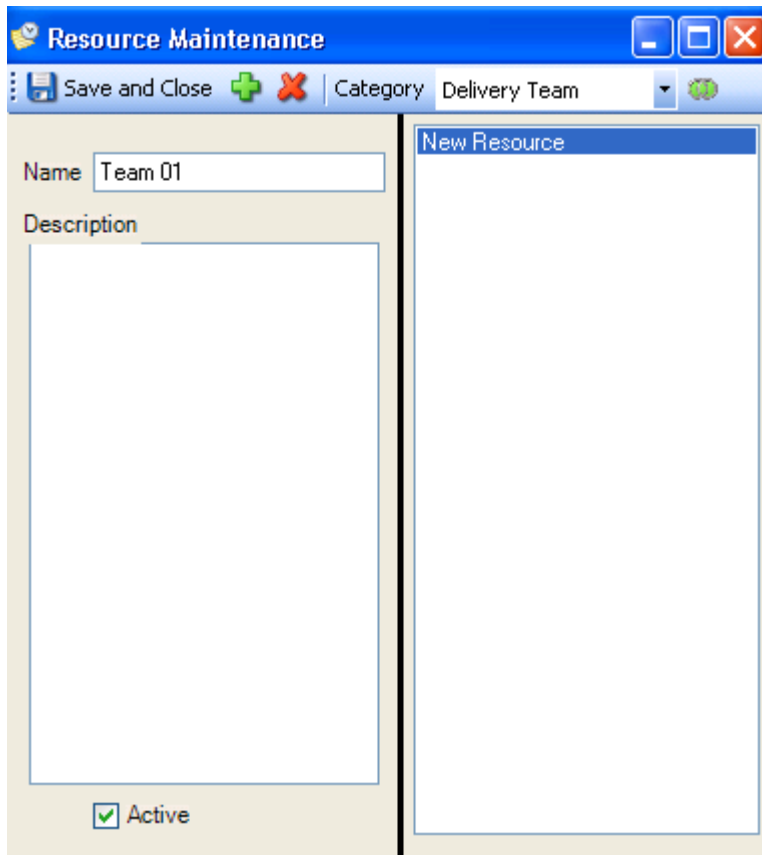 Resource Maintenance
Save and Close Category Delivery Team
New Resource
Name Team 01
Description
Active